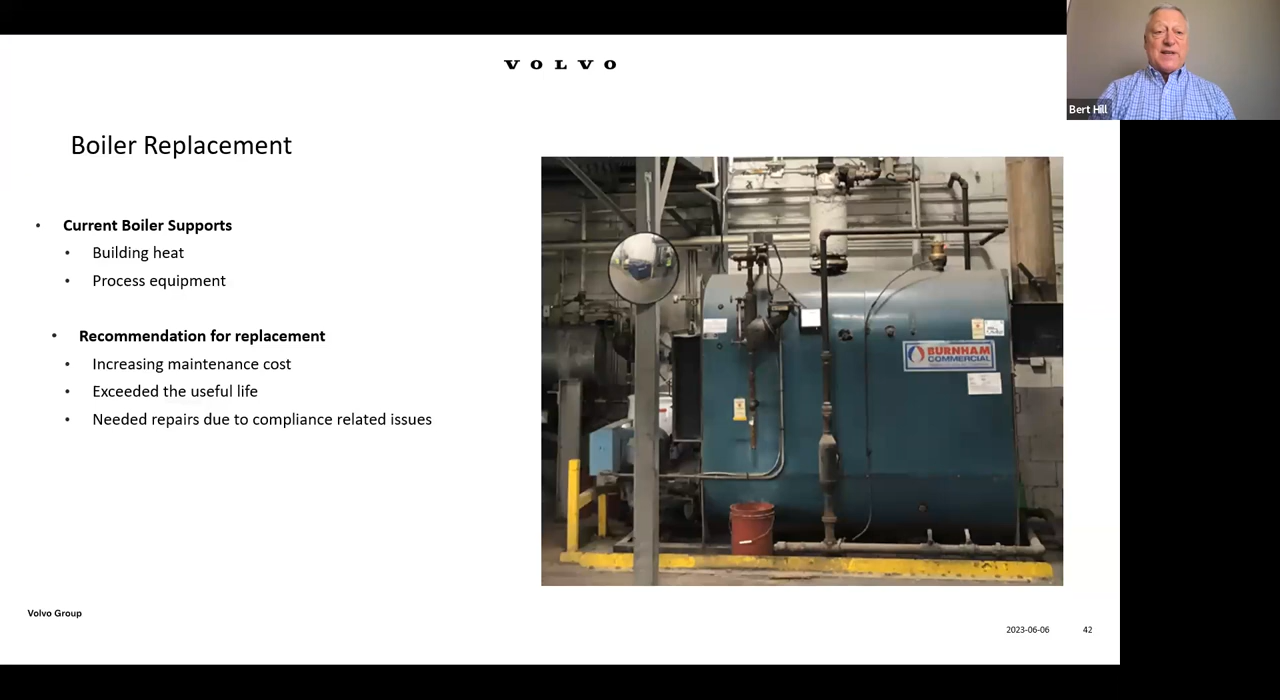 VOLVO
Bert Hill
Boiler Replacement
• Current Boiler Supports
• Building heat
• Process equipment
• Recommendation for replacement
• Increasing maintenance cost
• Exceeded the useful life
• Needed repairs due to compliance related issues
BURNHAM
COMMERCIAL
Volvo Group
2023-06-06
42